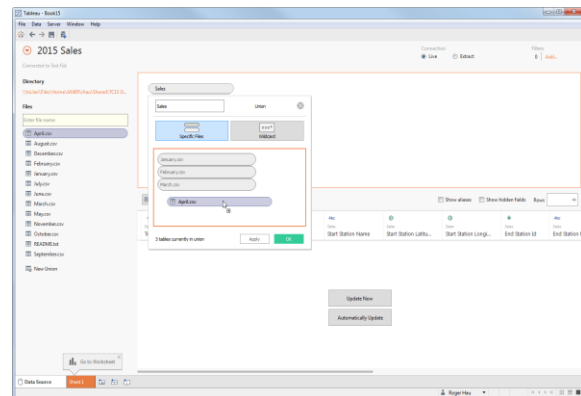 Tableau - Book15
File Data Server Window Help
2015 Sales
Connected to Text File
Connection
Live Extract
Filters
0 Add...
Directory
Files
Enter file name
April.csv
August.csv
December.csv
February.csv
January.csv
July.csv
June.csv
March.csv
May.csv
November.csv
October.csv
README.txt
September.csv
New Union
Sales
Sales Union
Specific Files Wildcard
January.csv
February.csv
March.csv
April.csv
3 tables currently in union Apply OK
Show aliases Show hidden fields Rows
Abc
Start Station Name Start Station Latitu... Start Station Longi... End Station Id End Station
Update Now
Automatically Update
Go to Worksheet
Data Source Sheet 1
Roger Hau